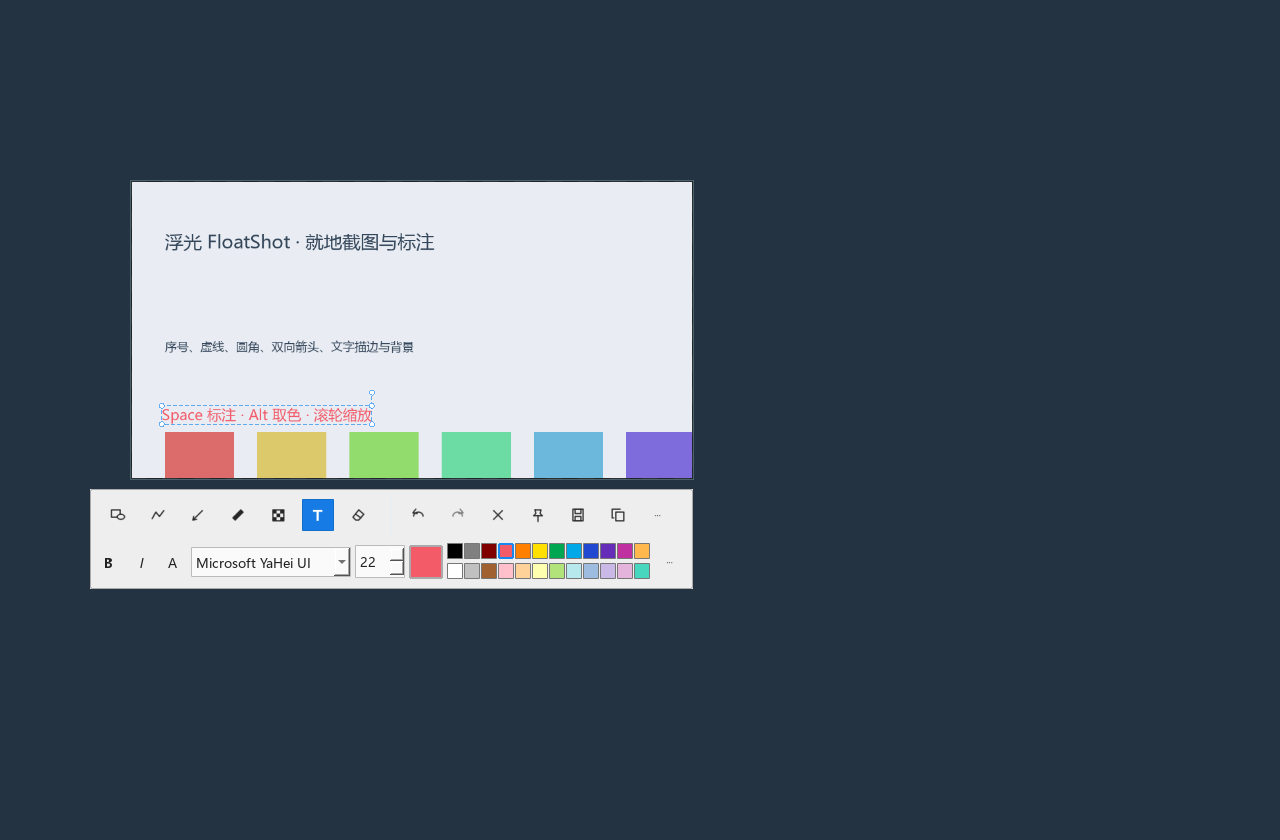 浮光 FloatShot · 就地截图与标注
序号、虚线、圆角、双向箭头、文字描边与背景
Space 标注 · Alt 取色 · 滚轮缩放
T
B I A Microsoft YaHei UI 22